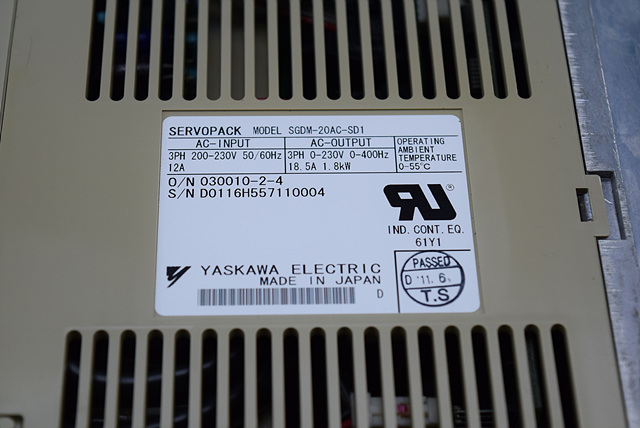 SERVOPACK MODEL SGDM-20AC-SD1
AC-INPUT
3PH 200-230V 50/60Hz
12A
AC-OUTPUT
3PH 0-230V 0-400Hz
18.5A 1.8kW
OPERATING
AMBIENT
TEMPERATURE
0-55°C
O/N 030010-2-4
S/N D0116H557110004
RU®
IND. CONT. EQ.
61Y1
YASKAWA ELECTRIC
MADE IN JAPAN
D
PASSED
D '11. 6.
T.S